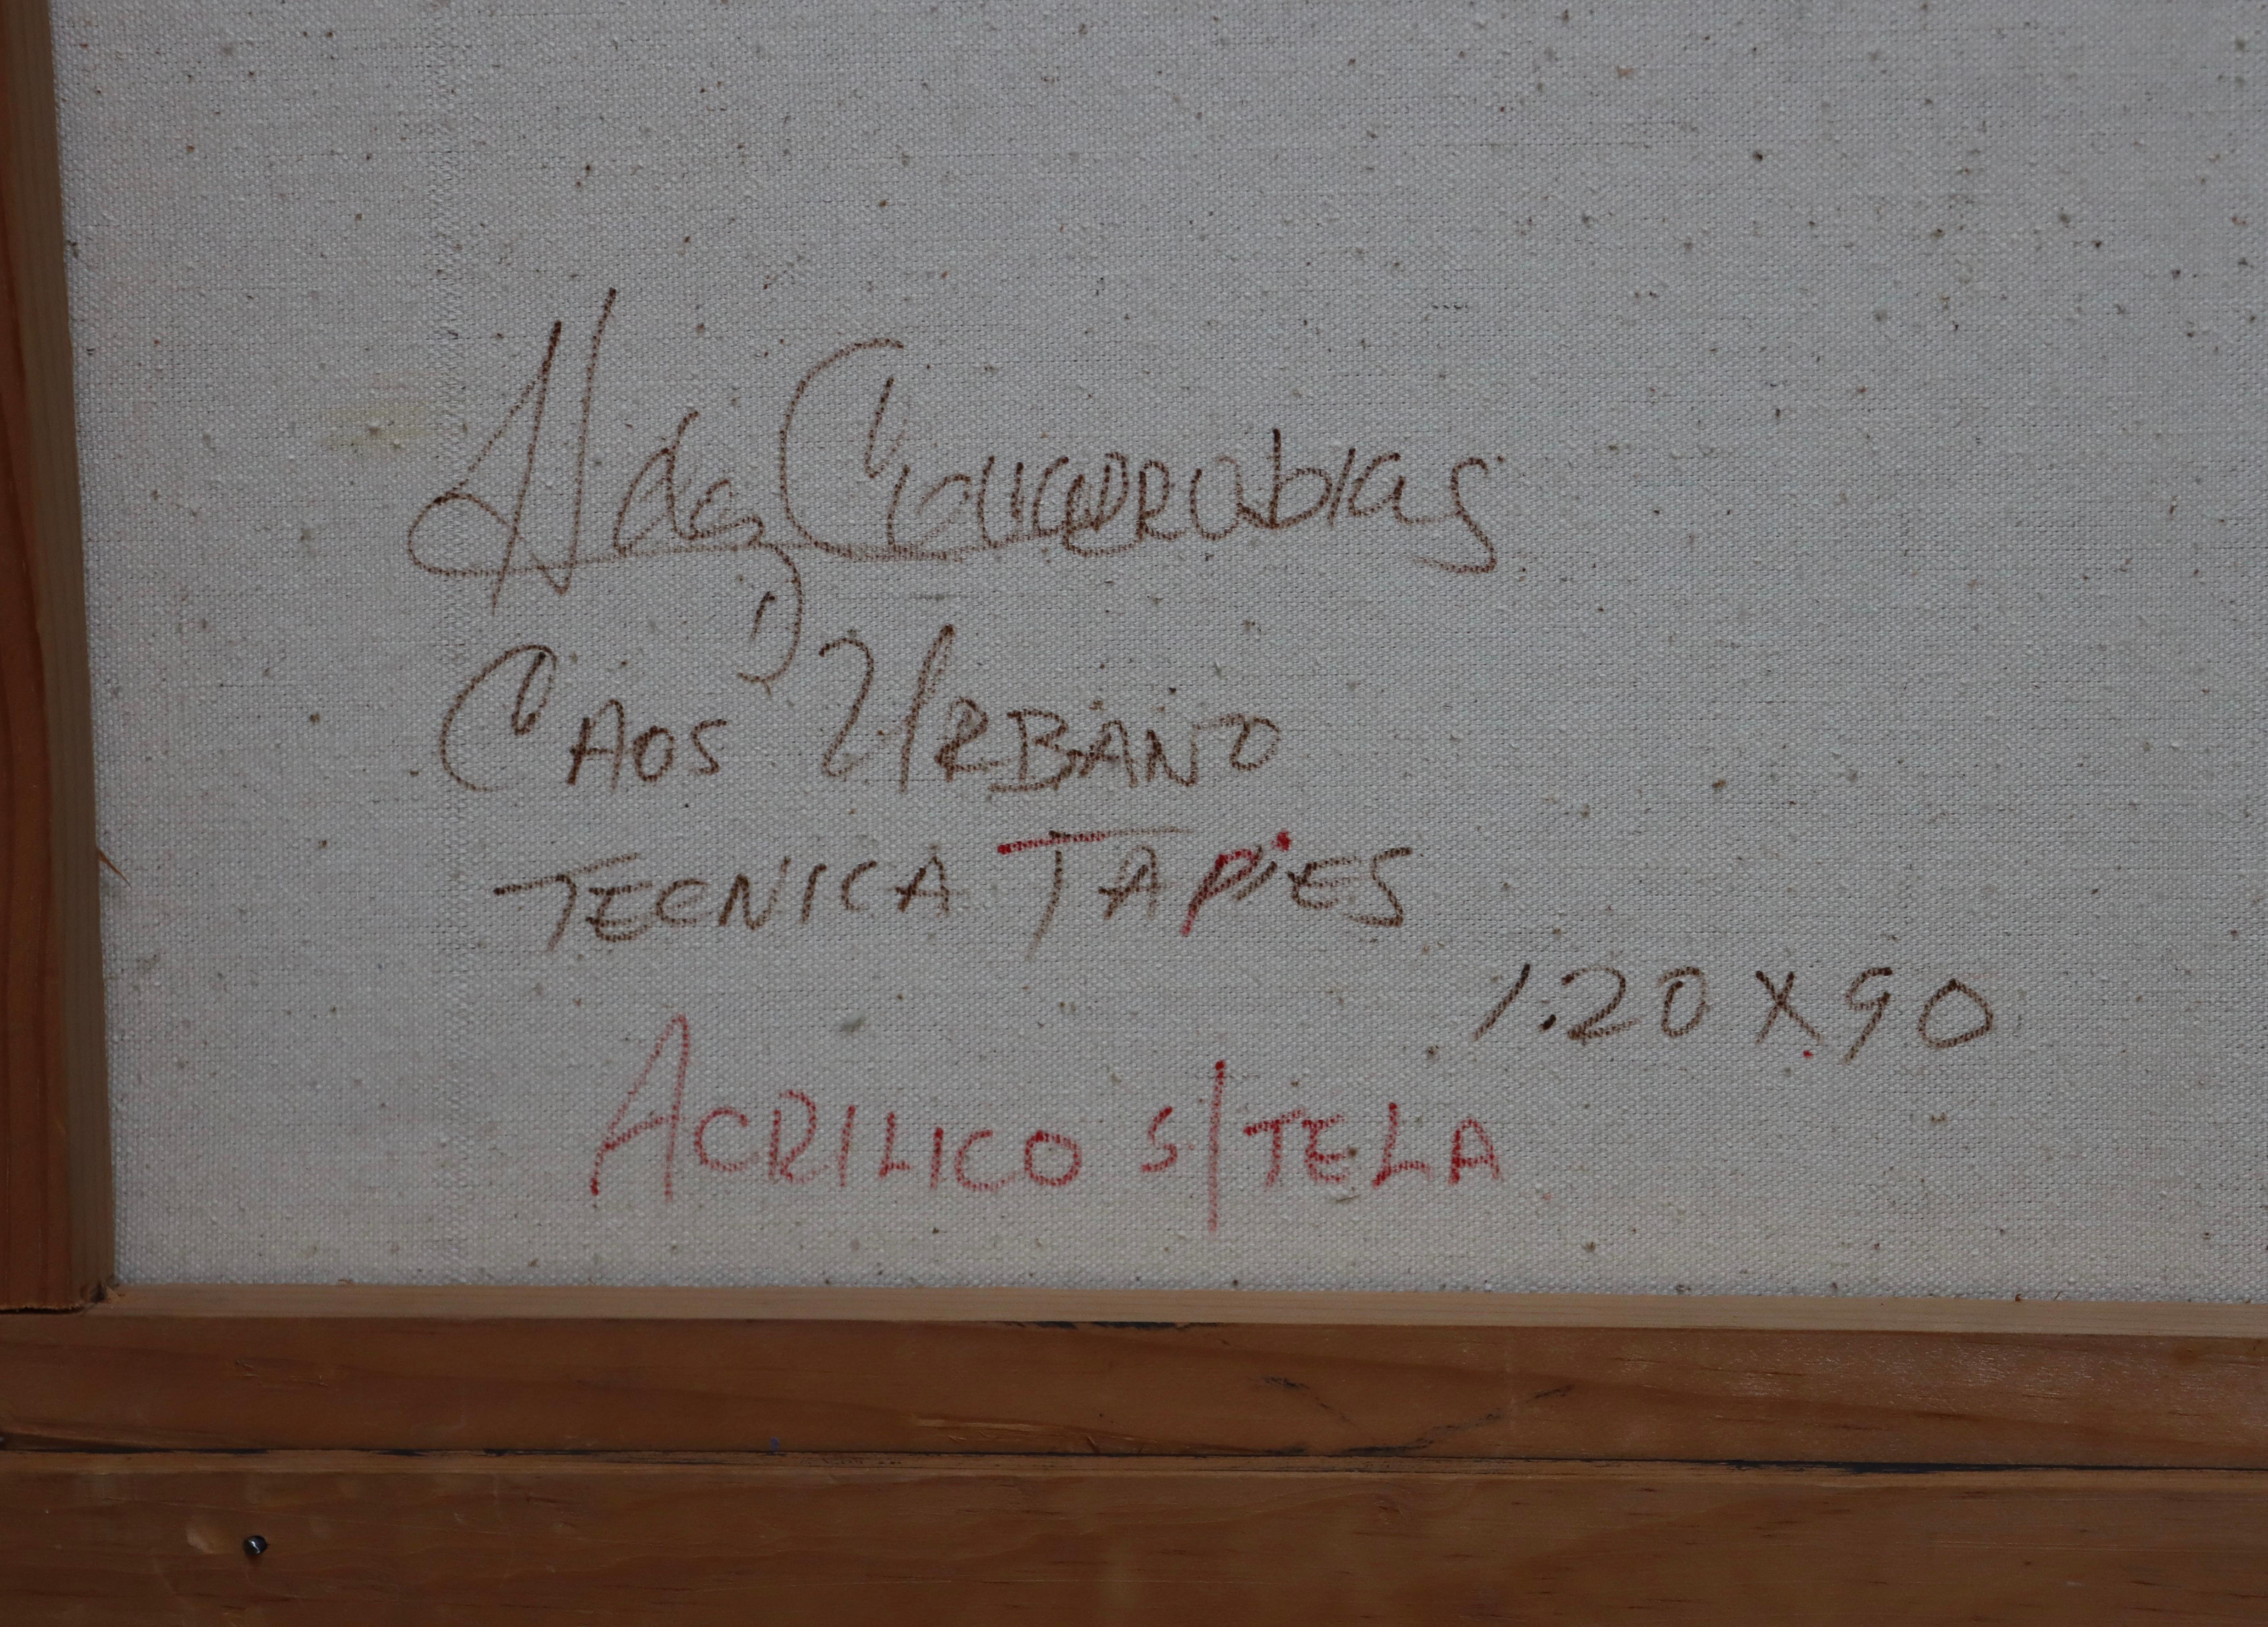 Caos Urbano
TECNICA TAPIES
1.20 X 90
ACRILICO S/TELA